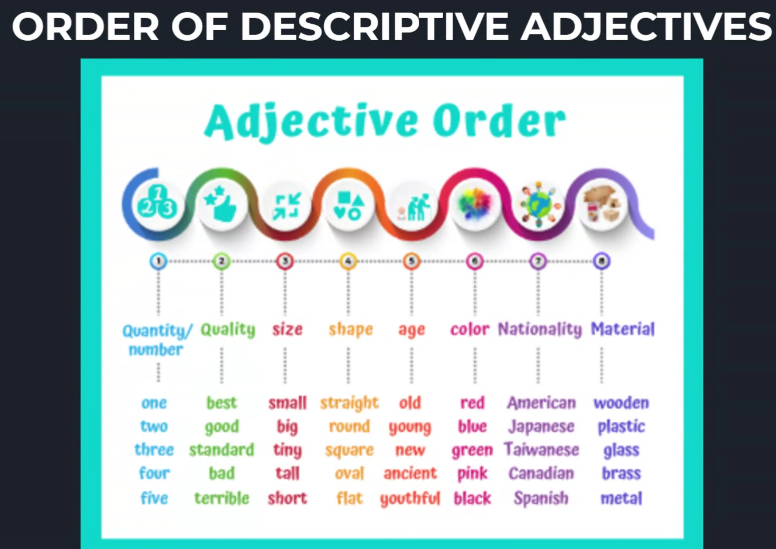 ORDER OF DESCRIPTIVE ADJECTIVES
Adjective Order
1 2 3
1 2 3 4 5 6 7 8
Quantity/ Quality size shape age color Nationality Material
number
one best small straight old red American wooden
two good big round young blue Japanese plastic
three standard tiny square new green Taiwanese glass
four bad tall oval ancient pink Canadian brass
five terrible short flat youthful black Spanish metal